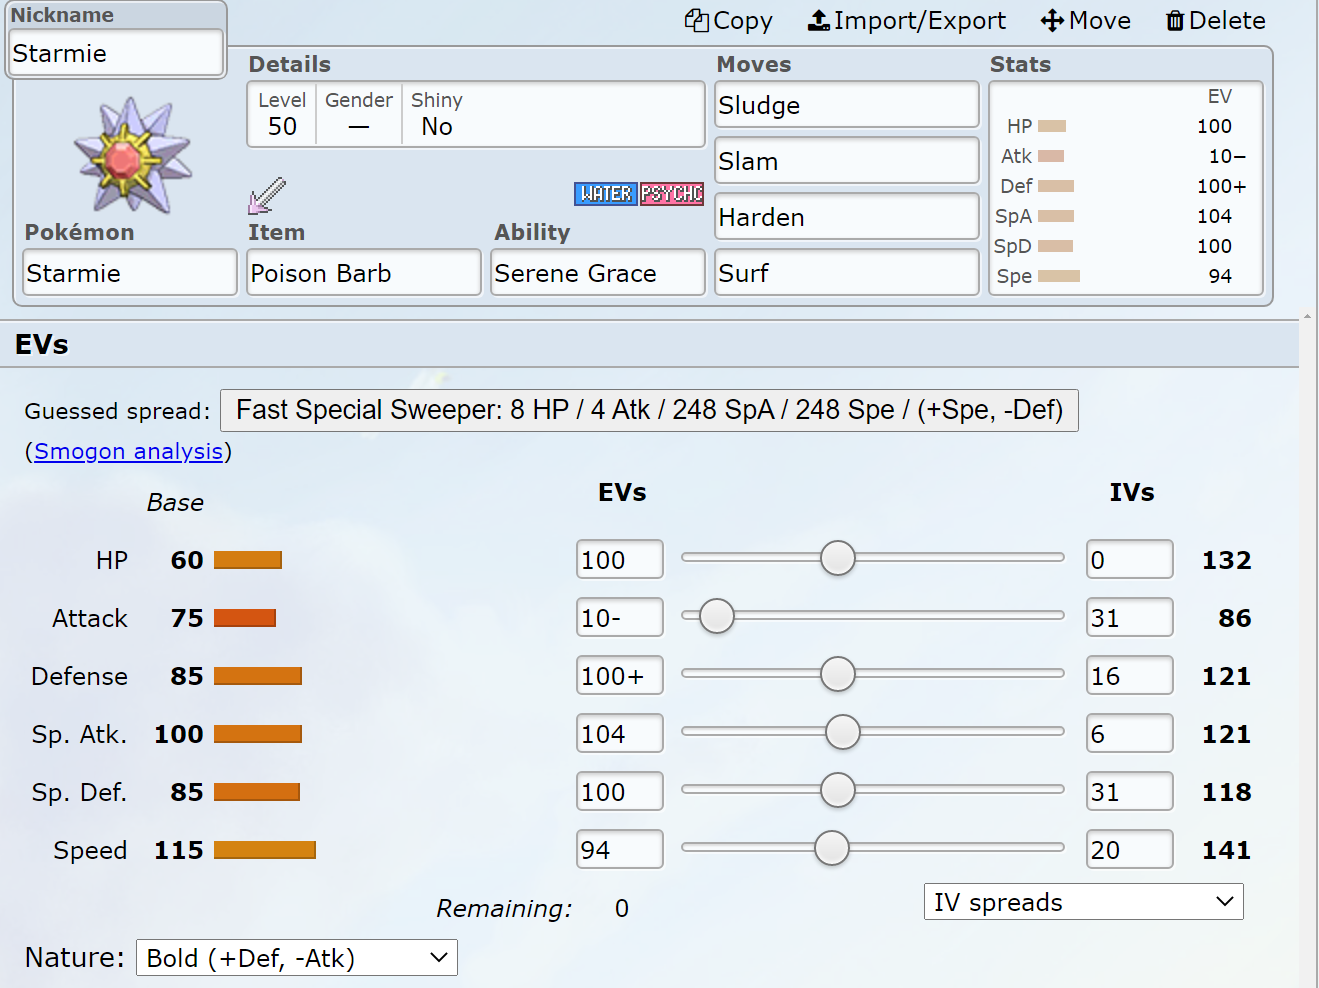 Nickname
Starmie
Copy Import/Export Move Delete
Details
Level Gender Shiny
50 — No
WATER PSYCHC
Pokémon
Starmie
Item
Poison Barb
Ability
Serene Grace
Moves
Sludge
Slam
Harden
Surf
Stats
EV
HP 100
Atk 10−
Def 100+
SpA 104
SpD 100
Spe 94
EVs
Guessed spread: Fast Special Sweeper: 8 HP / 4 Atk / 248 SpA / 248 Spe / (+Spe, -Def)
(Smogon analysis)
Base EVs IVs
HP 60 100 0 132
Attack 75 10- 31 86
Defense 85 100+ 16 121
Sp. Atk. 100 104 6 121
Sp. Def. 85 100 31 118
Speed 115 94 20 141
Remaining: 0
IV spreads
Nature: Bold (+Def, -Atk)